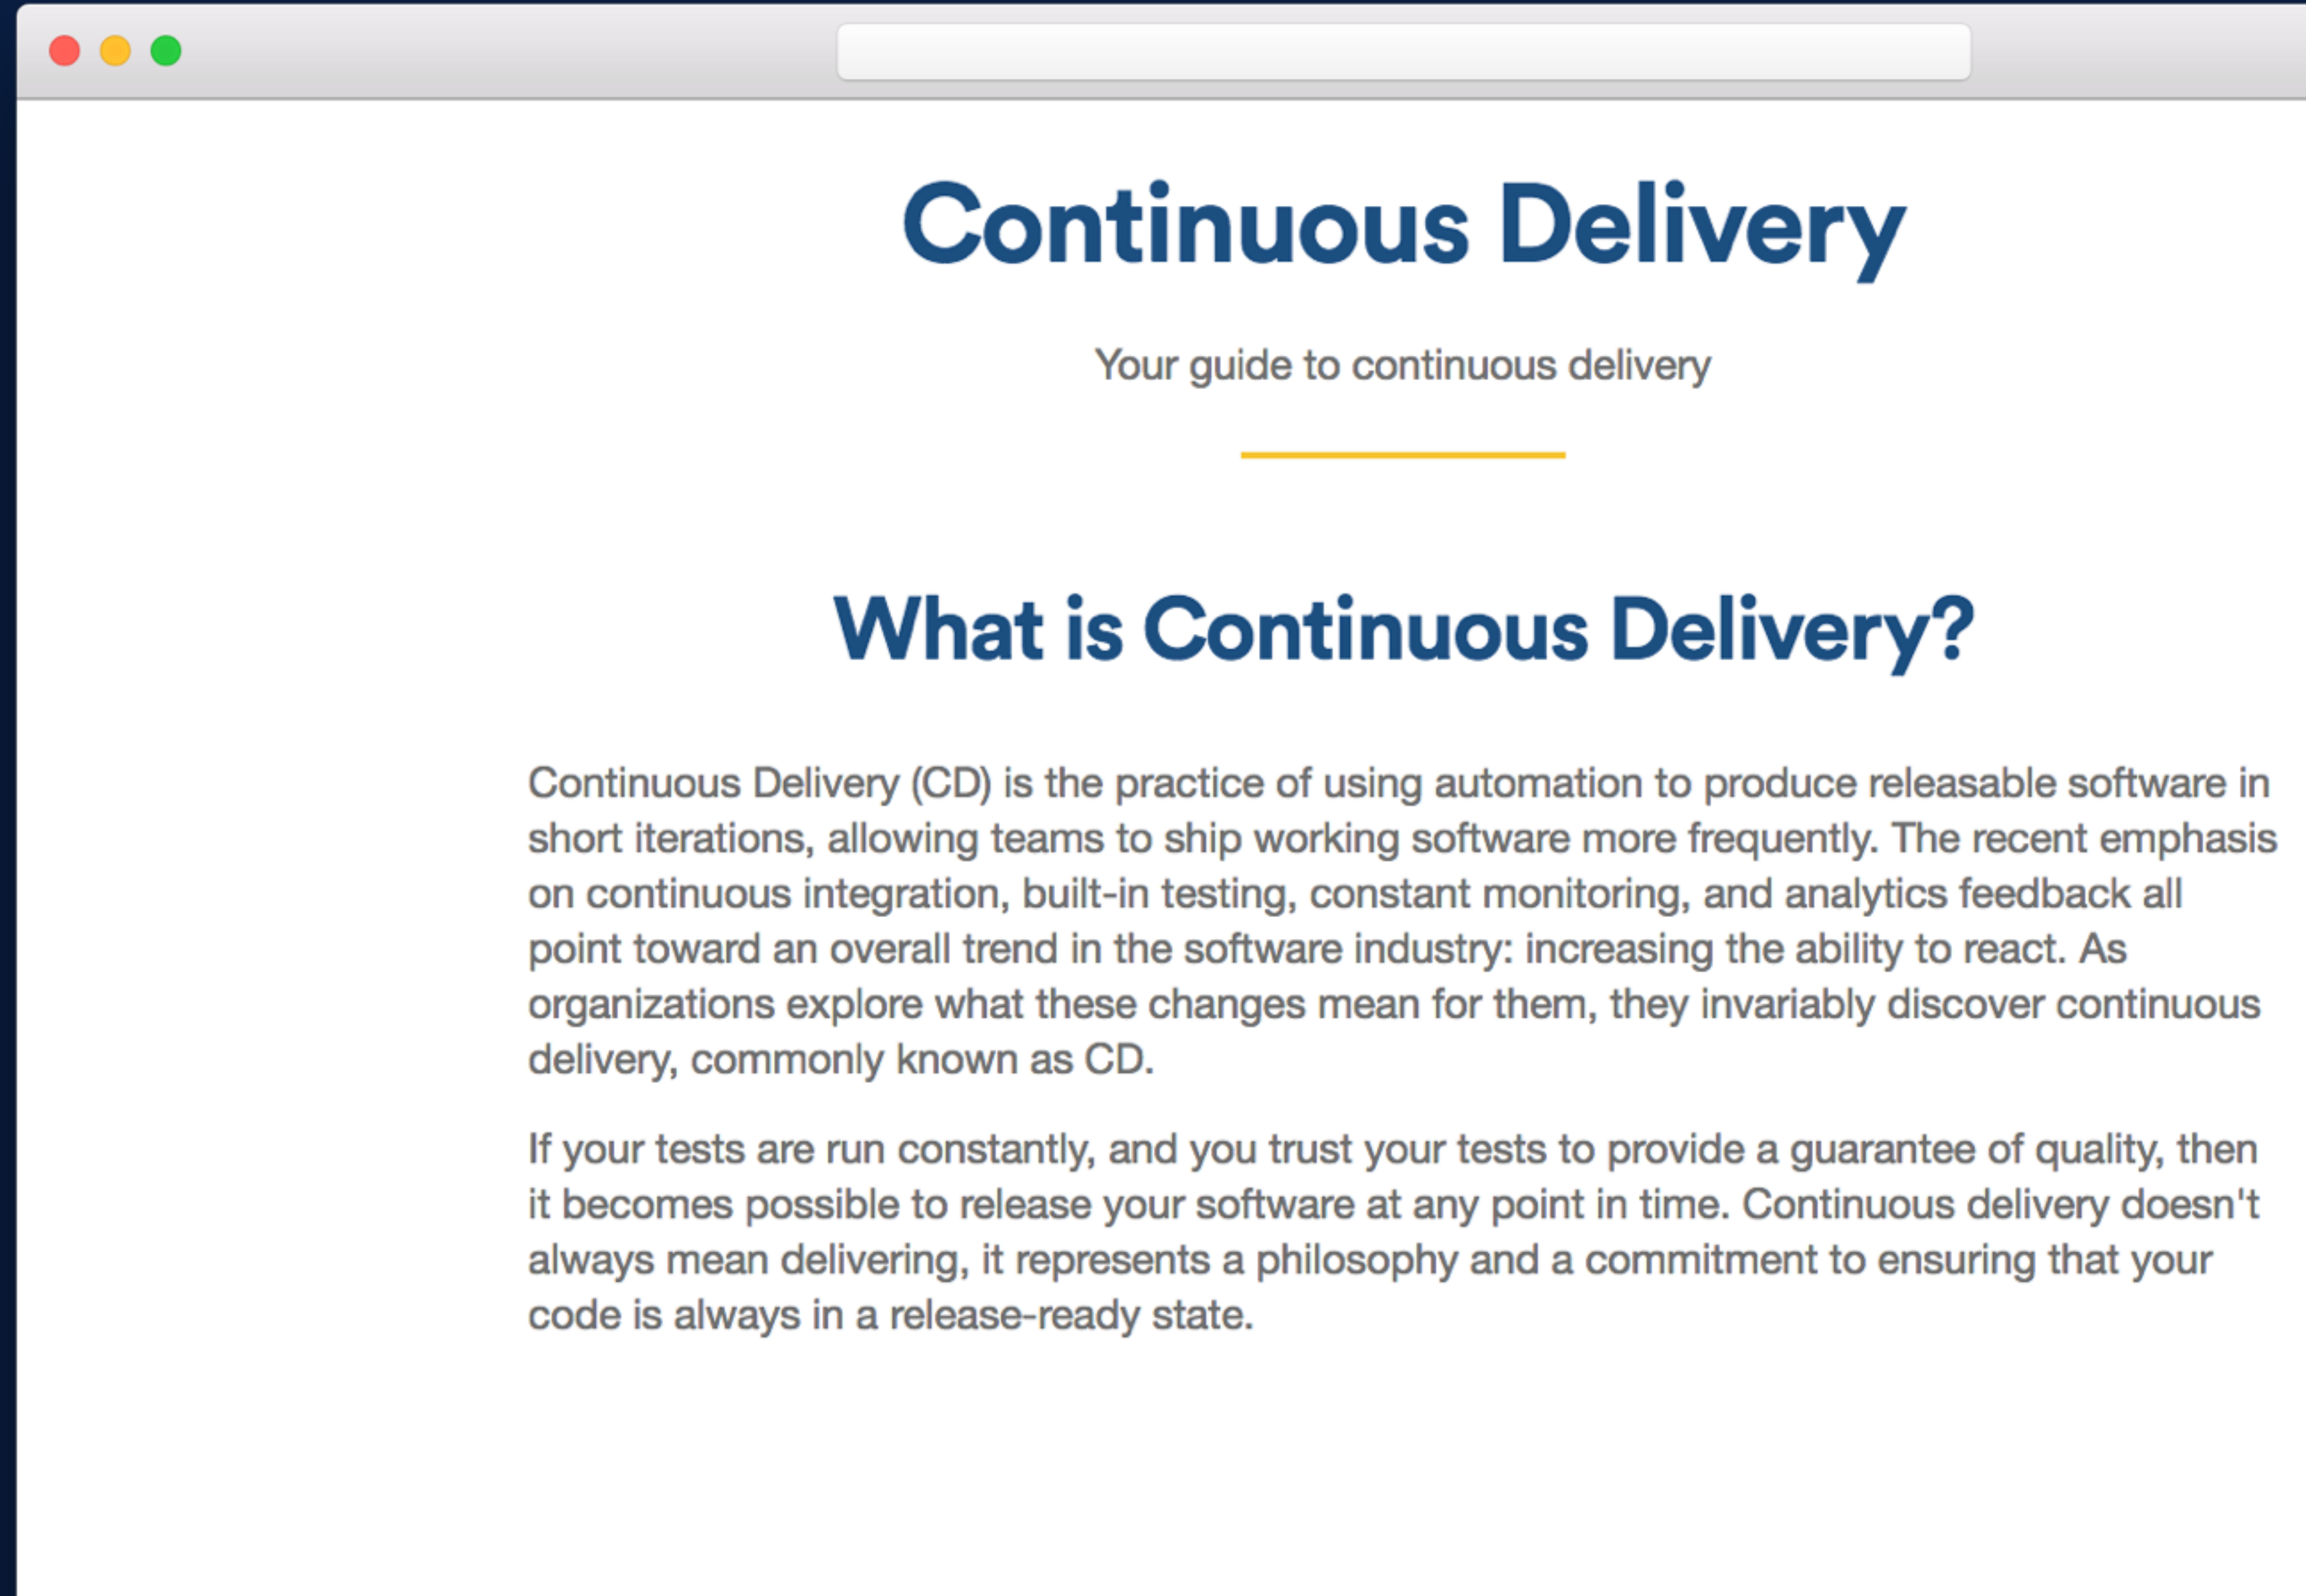 Continuous Delivery
Your guide to continuous delivery
What is Continuous Delivery?
Continuous Delivery (CD) is the practice of using automation to produce releasable software in
short iterations, allowing teams to ship working software more frequently. The recent emphasis
on continuous integration, built-in testing, constant monitoring, and analytics feedback all
point toward an overall trend in the software industry: increasing the ability to react. As
organizations explore what these changes mean for them, they invariably discover continuous
delivery, commonly known as CD.
If your tests are run constantly, and you trust your tests to provide a guarantee of quality, then
it becomes possible to release your software at any point in time. Continuous delivery doesn't
always mean delivering, it represents a philosophy and a commitment to ensuring that your
code is always in a release-ready state.